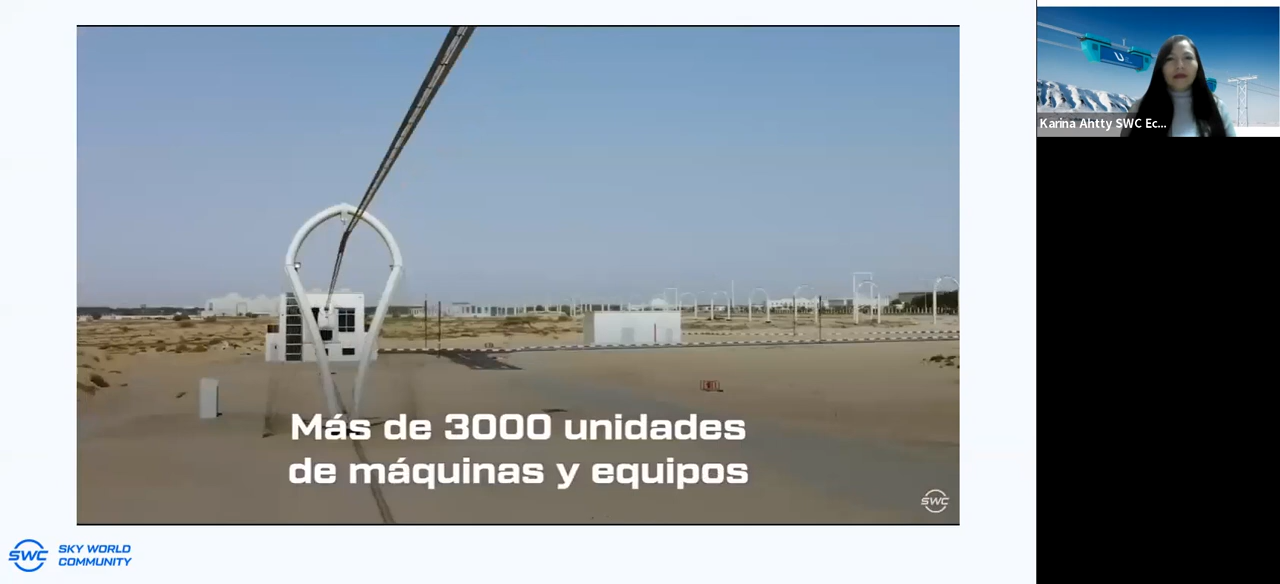 Karina Ahtty SWC Ec...
Más de 3000 unidades
de máquinas y equipos
SWC
SWC
SKY WORLD
COMMUNITY